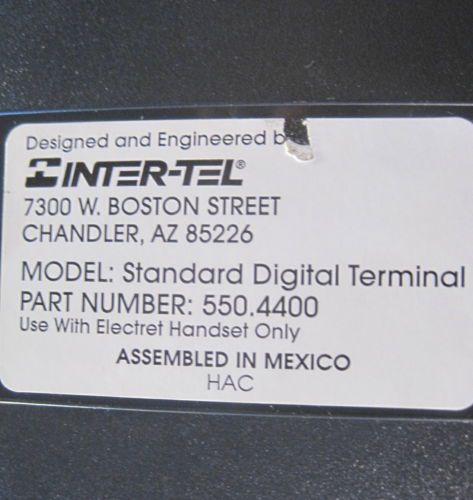 Designed and Engineered b
INTER-TEL®
7300 W. BOSTON STREET
CHANDLER, AZ 85226
MODEL: Standard Digital Terminal
PART NUMBER: 550.4400
Use With Electret Handset Only
ASSEMBLED IN MEXICO
HAC